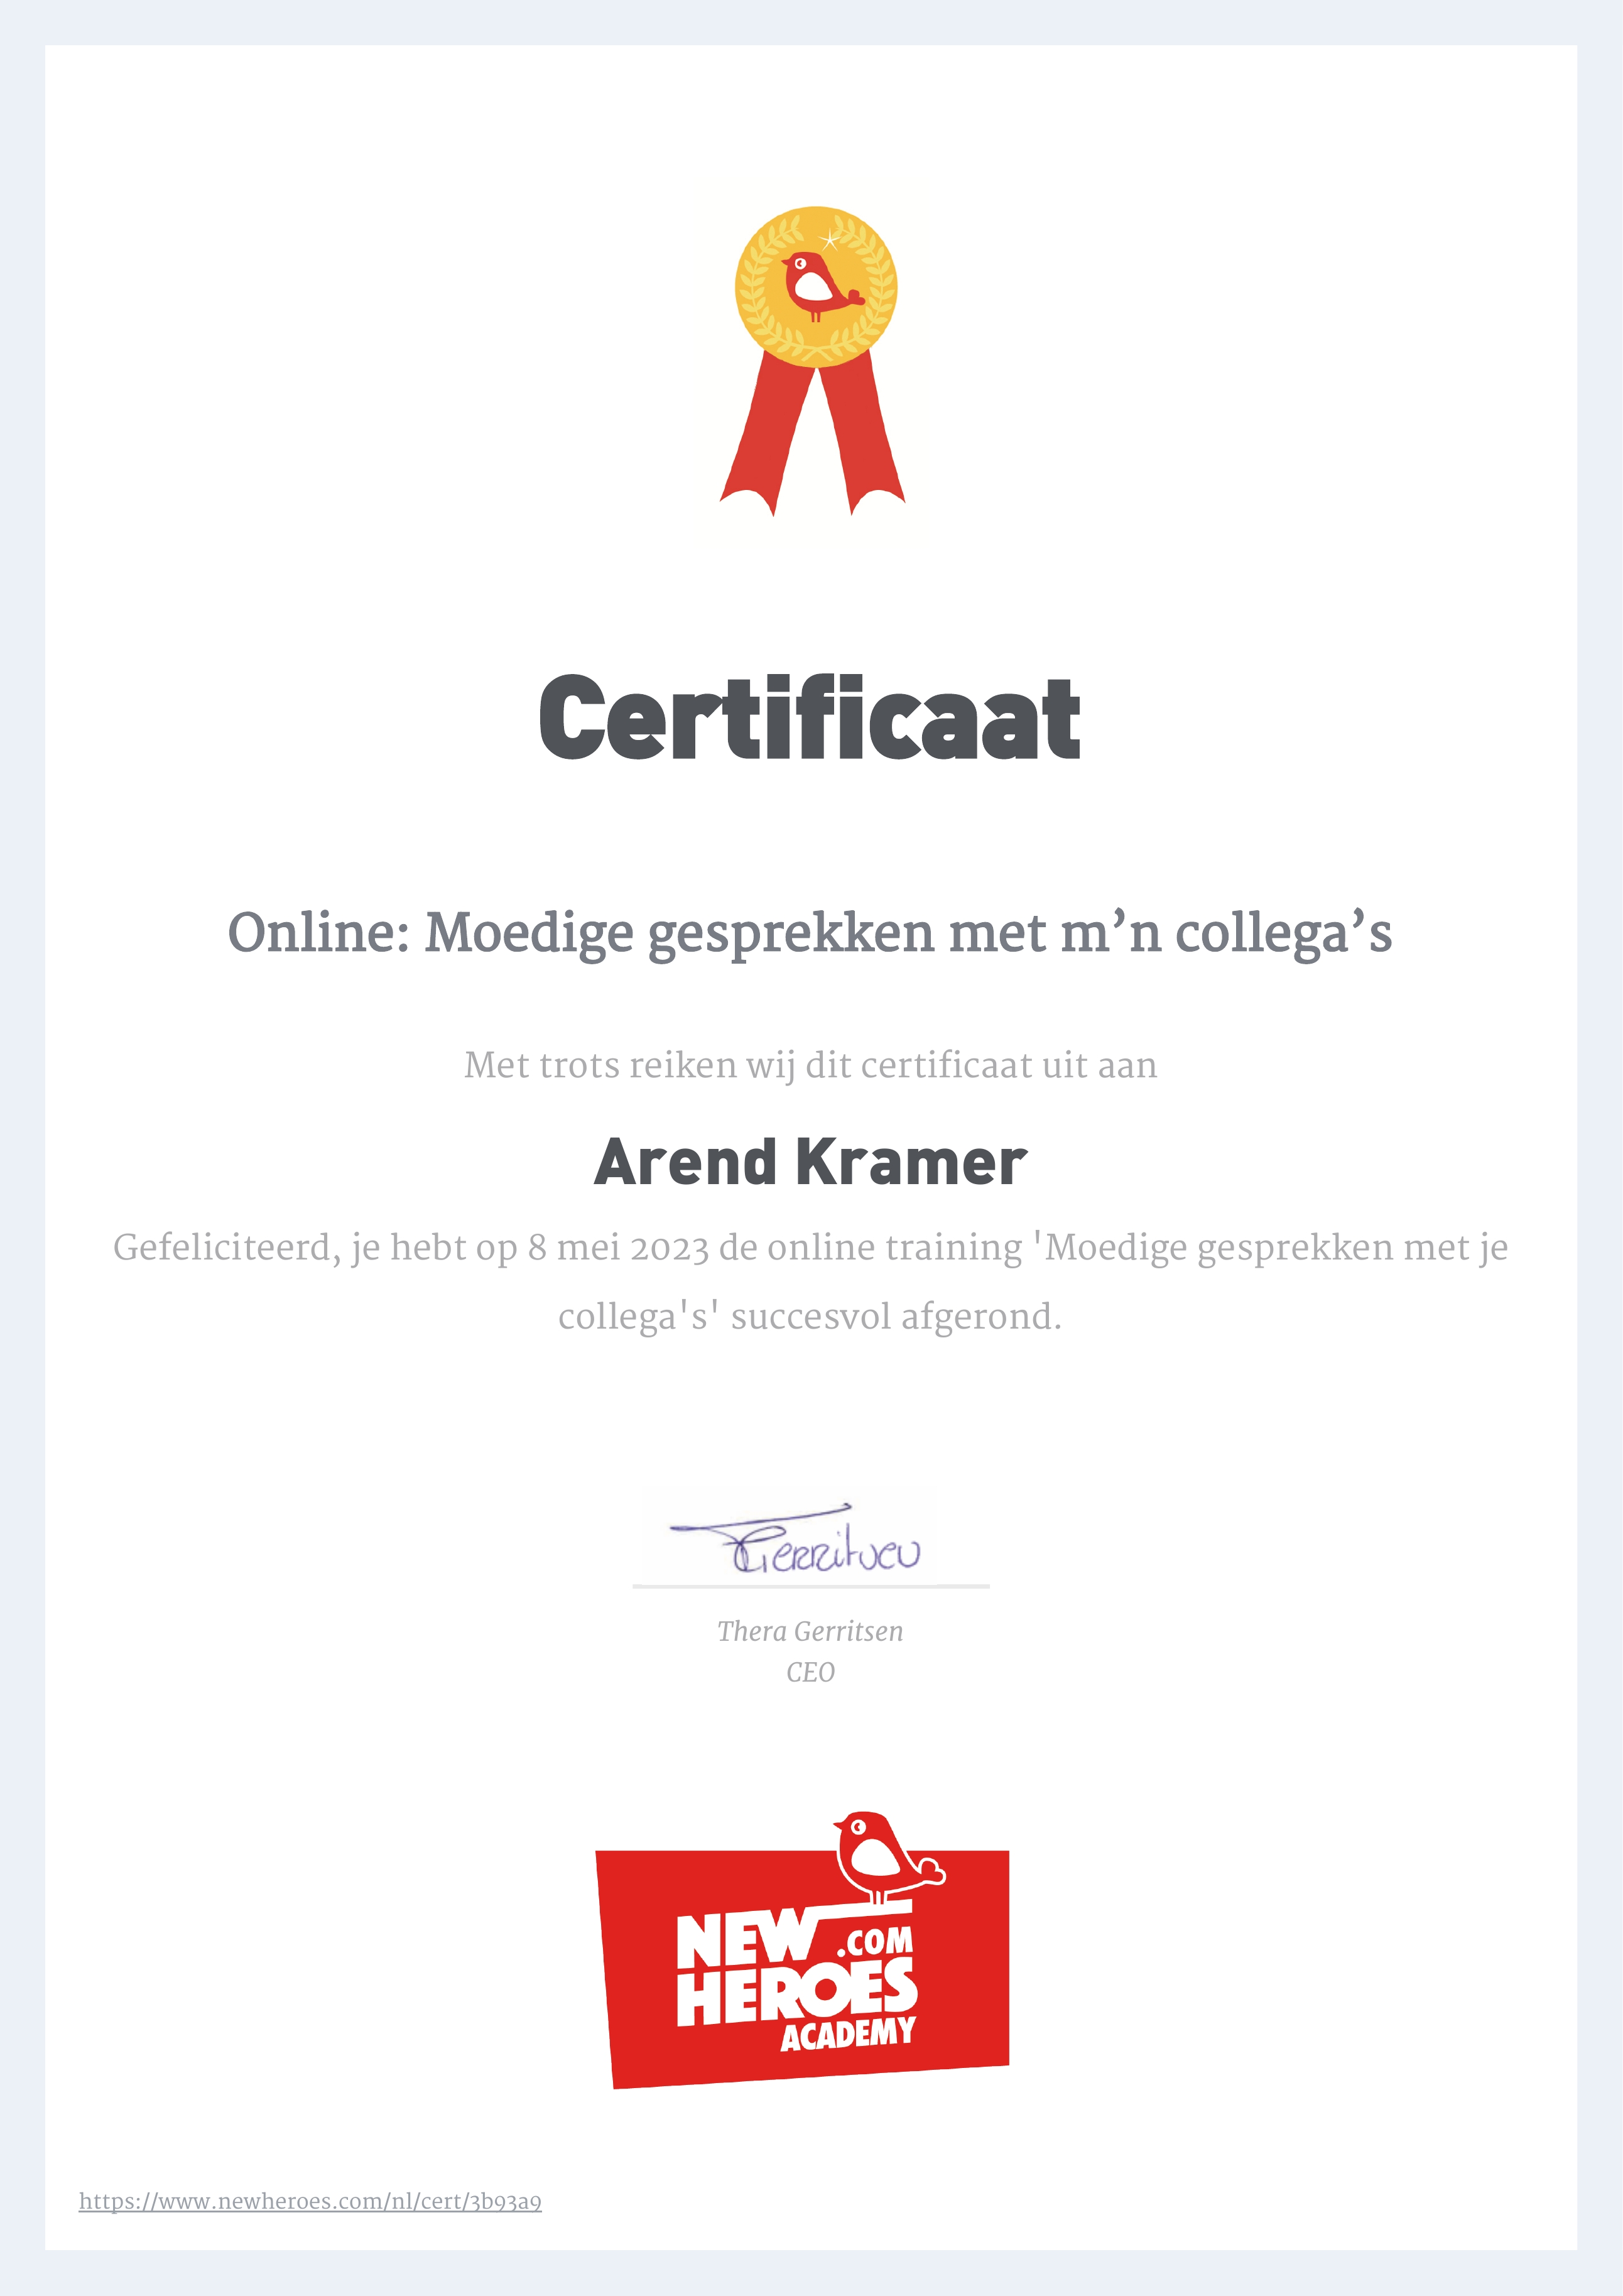 Certificaat
Online: Moedige gesprekken met m’n collega’s
Met trots reiken wij dit certificaat uit aan
Arend Kramer
Gefeliciteerd, je hebt op 8 mei 2023 de online training 'Moedige gesprekken met je
collega's' succesvol afgerond.
Thera Gerritsen
CEO
NEW .COM
HEROES
ACADEMY
https://www.newheroes.com/nl/cert/3b93a9